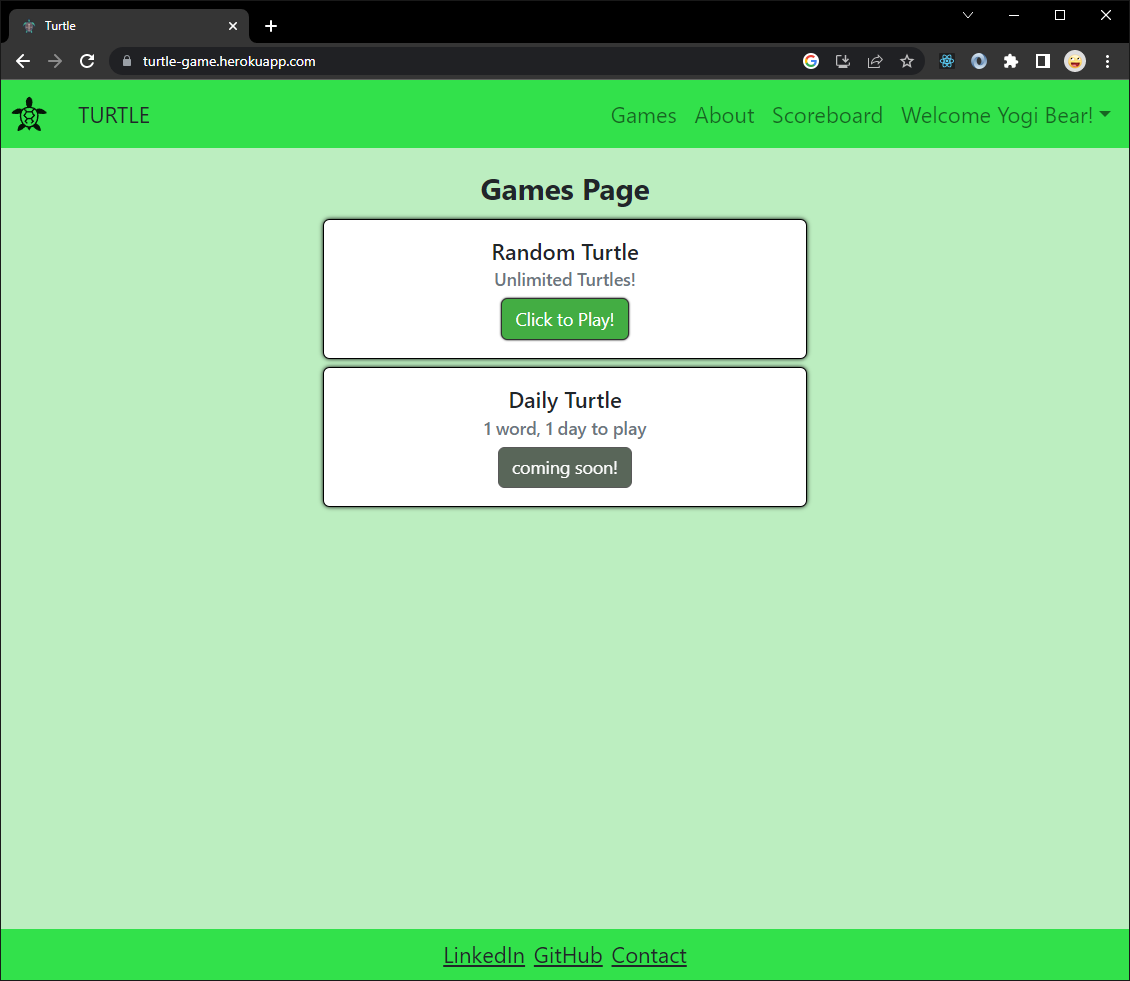 Turtle
turtle-game.herokuapp.com
TURTLE Games About Scoreboard Welcome Yogi Bear!
Games Page
Random Turtle
Unlimited Turtles!
Click to Play!
Daily Turtle
1 word, 1 day to play
coming soon!
LinkedIn GitHub Contact